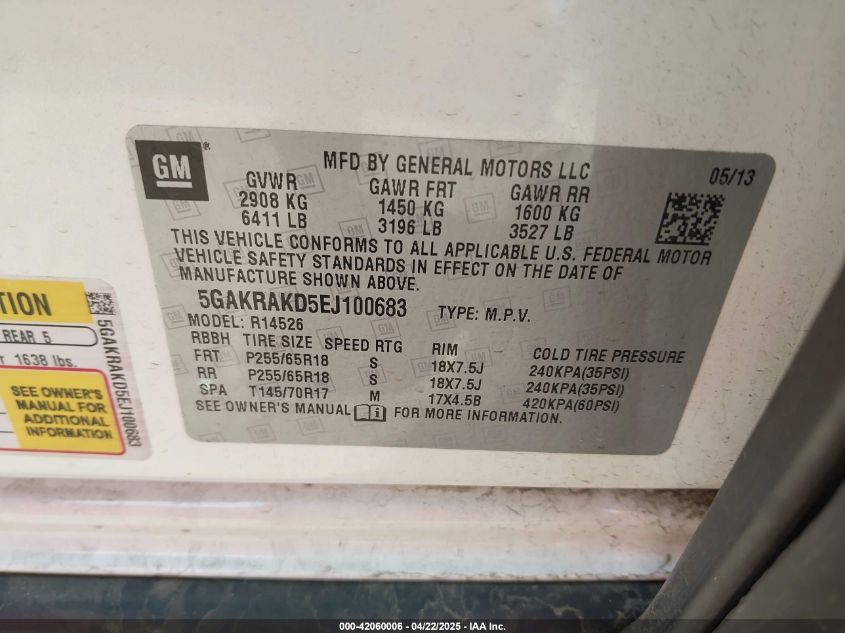 GM
MFD BY GENERAL MOTORS LLC
05/13
GVWR GAWR FRT GAWR RR
2908 KG 1450 KG 1600 KG
6411 LB 3196 LB 3527 LB
THIS VEHICLE CONFORMS TO ALL APPLICABLE U.S. FEDERAL MOTOR
VEHICLE SAFETY STANDARDS IN EFFECT ON THE DATE OF
MANUFACTURE SHOWN ABOVE.
5GAKRAKD5EJ100683 TYPE: M.P.V.
MODEL: R14526
RBBH TIRE SIZE SPEED RTG RIM COLD TIRE PRESSURE
FRT P255/65R18 S 18X7.5J 240KPA(35PSI)
RR P255/65R18 S 18X7.5J 240KPA(35PSI)
SPA T145/70R17 M 17X4.5B 420KPA(60PSI)
SEE OWNER'S MANUAL FOR MORE INFORMATION.
REAR 5
1638 lbs.
SEE OWNER'S
MANUAL FOR
ADDITIONAL
INFORMATION
5GAKRAKD5EJ100683
000-42060006 - 04/22/2025 - IAA Inc.